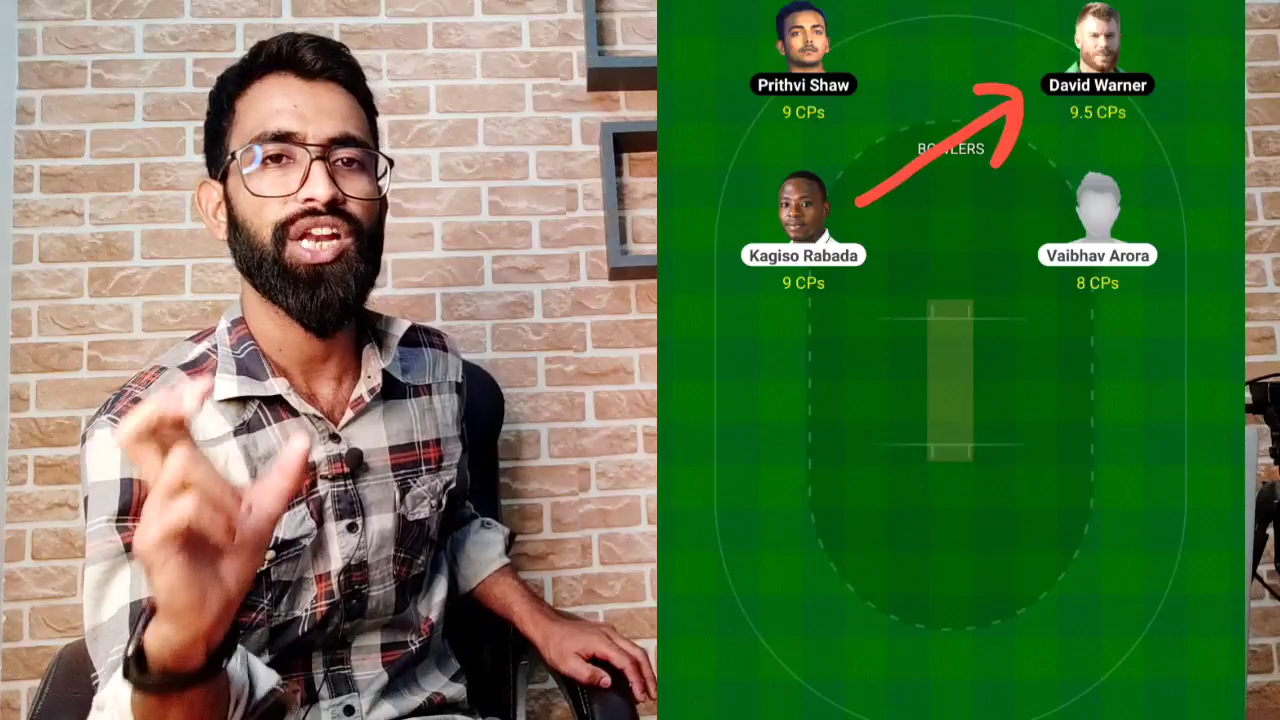 Prithvi Shaw
David Warner
9 CPs
9.5 CPs
BOWLERS
Kagiso Rabada
Vaibhav Arora
9 CPs
8 CPs